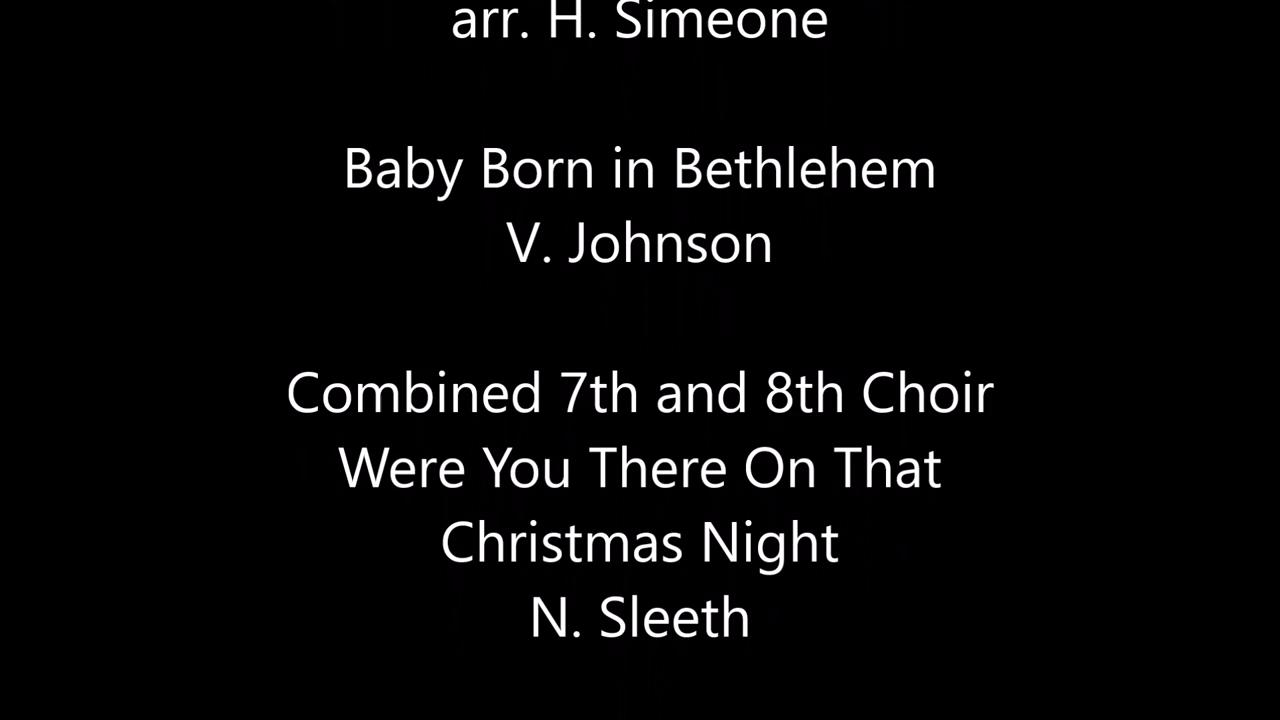 arr. H. Simeone
Baby Born in Bethlehem
V. Johnson
Combined 7th and 8th Choir
Were You There On That
Christmas Night
N. Sleeth